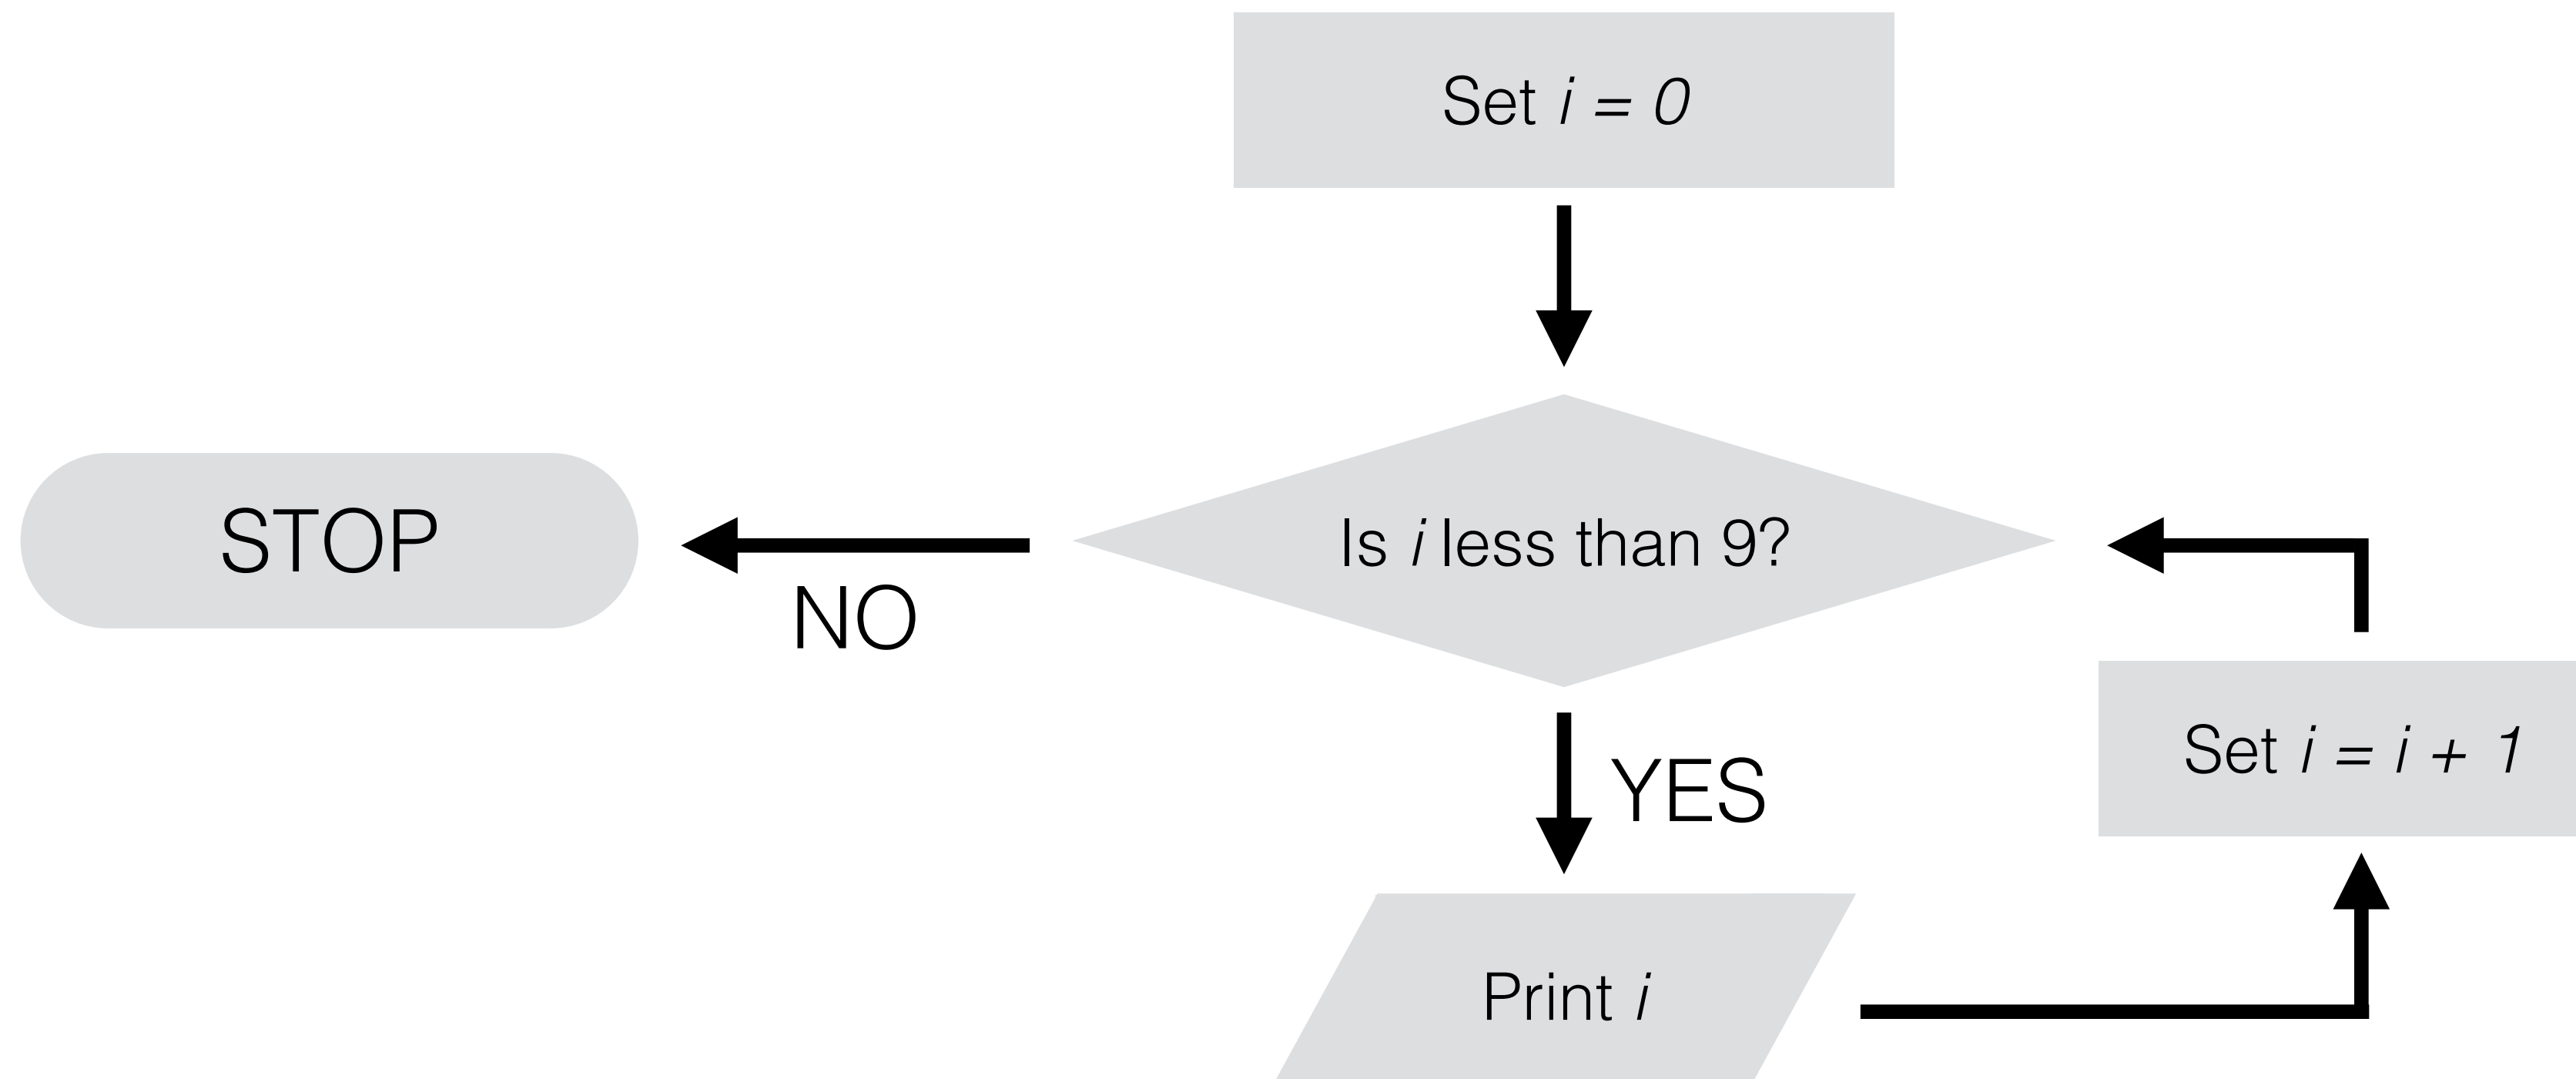 Set i = 0
Is i less than 9?
STOP
NO
YES
Set i = i + 1
Print i